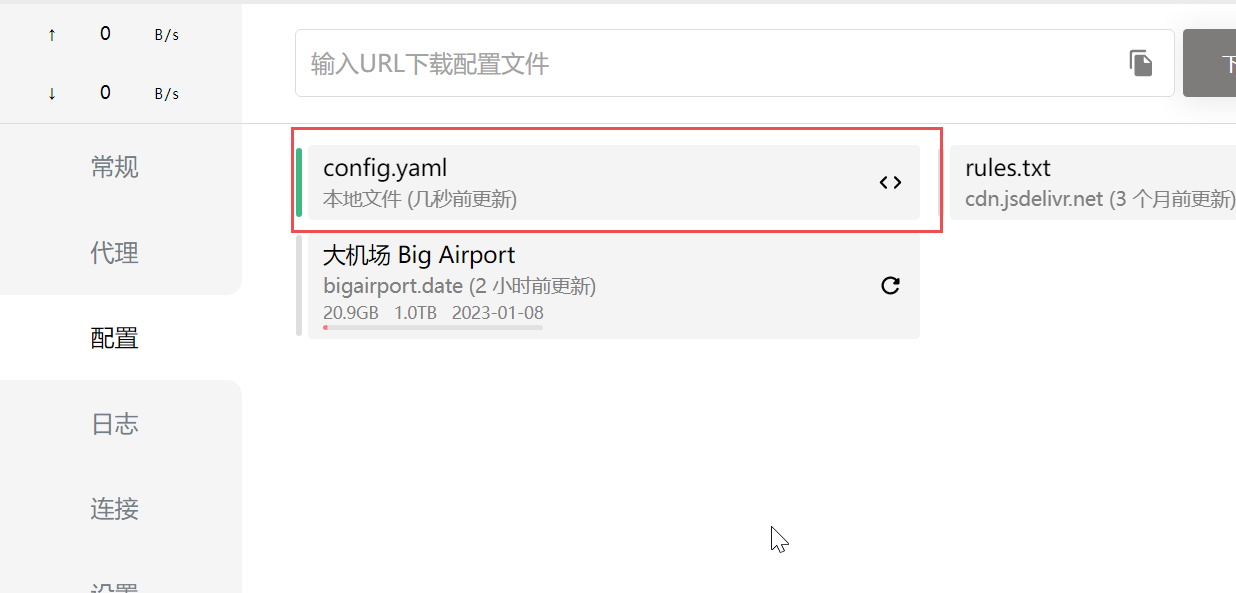 ↑ 0 B/s
↓ 0 B/s
输入URL下载配置文件
下
常规
代理
配置
日志
连接
设置
config.yaml
本地文件 (几秒前更新)
rules.txt
cdn.jsdelivr.net (3 个月前更新)
大机场 Big Airport
bigairport.date (2 小时前更新)
20.9GB 1.0TB 2023-01-08